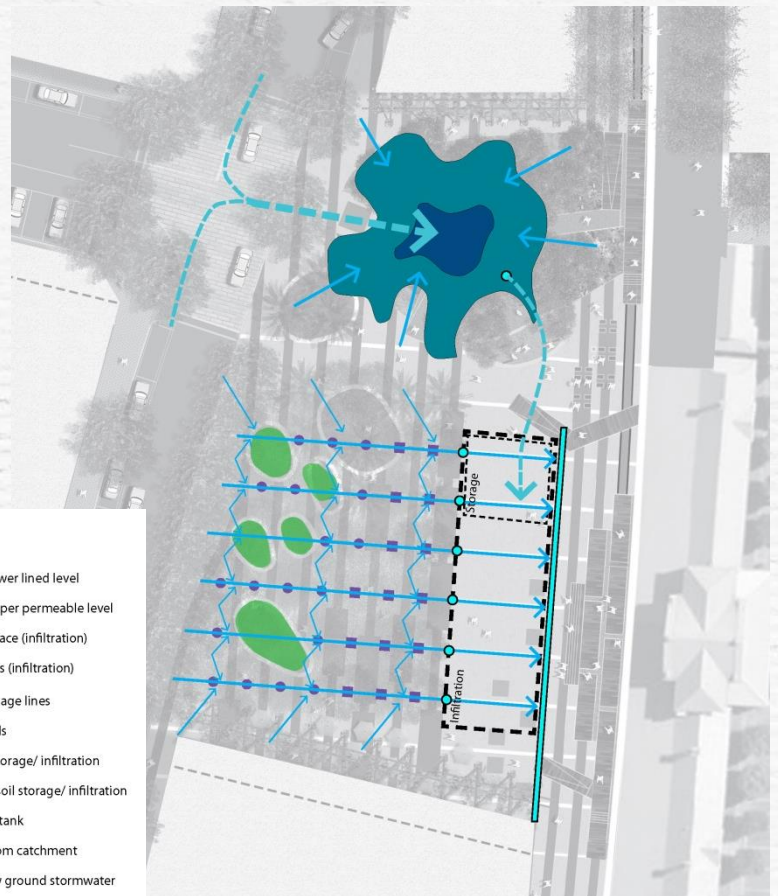 Storage
Infiltration
wer lined level
per permeable level
ace (infiltration)
s (infiltration)
age lines
ls
orage/ infiltration
soil storage/ infiltration
tank
om catchment
w ground stormwater